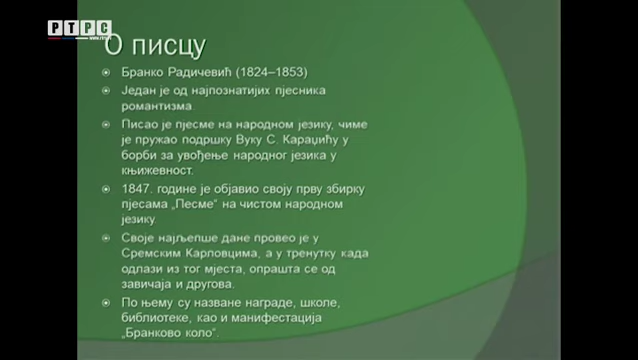 РТРС
О писцу
Бранко Радичевић (1824–1853)
Један је од најпознатијих пјесника
романтизма
Писао је пјесме на народном језику, чиме
је пружао подршку Вуку С. Караџићу у
борби за увођење народног језика у
књижевност.
1847. године је објавио своју прву збирку
пјесама „Песме“ на чистом народном
језику.
Своје најљепше дане провео је у
Сремским Карловцима, а у тренутку када
одлази из тог мјеста, опрашта се од
завичаја и другова.
По њему су назване награде, школе,
библиотеке, као и манифестација
„Бранково коло“.